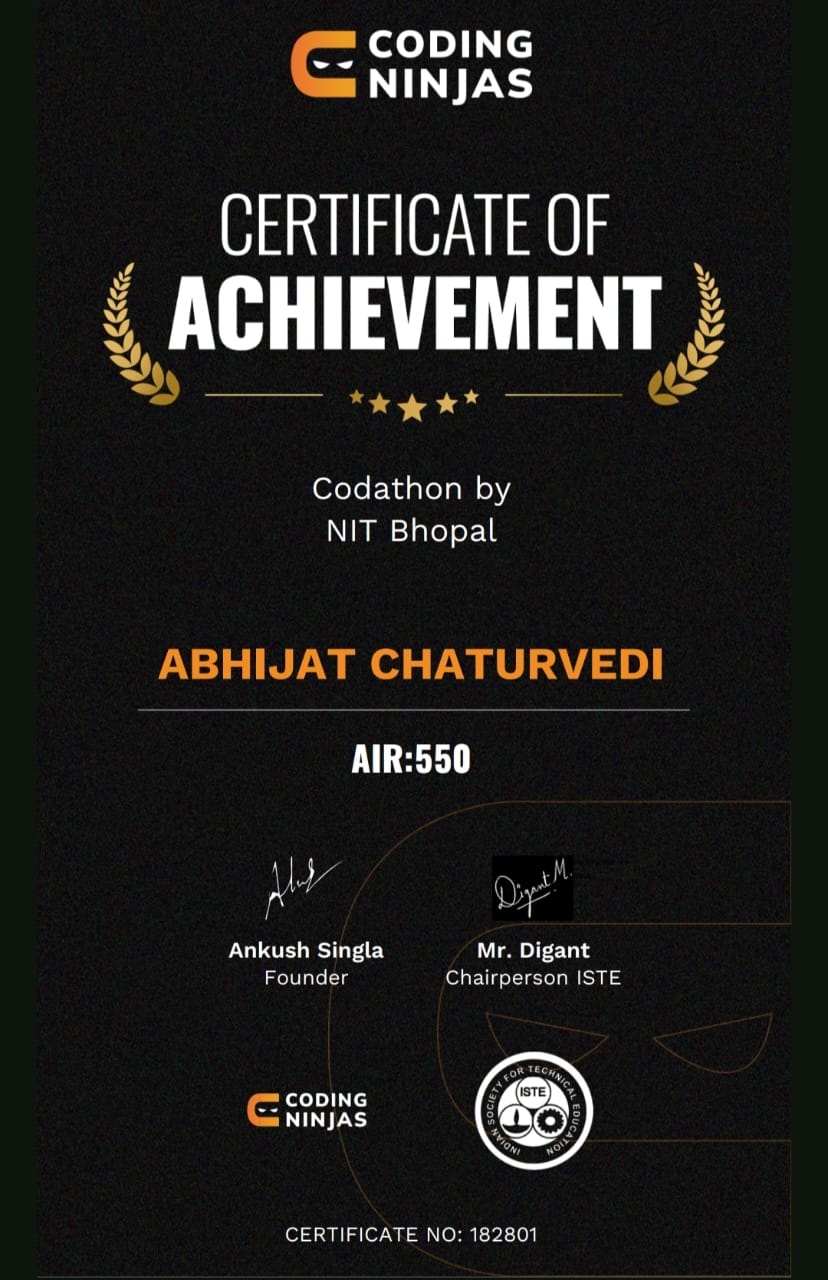 CODING
NINJAS
CERTIFICATE OF
ACHIEVEMENT
Codathon by
NIT Bhopal
ABHIJAT CHATURVEDI
AIR:550
Digant M.
Ankush Singla
Founder
Mr. Digant
Chairperson ISTE
CODING
NINJAS
INDIAN SOCIETY FOR TECHNICAL EDUCATION
ISTE
CERTIFICATE NO: 182801